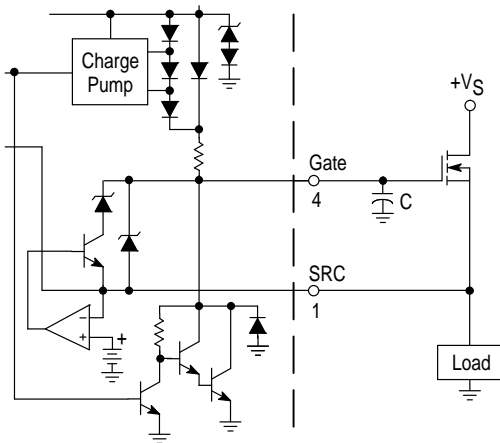 Charge
Pump
+VS
Gate
4
C
SRC
1
− +
+
Load